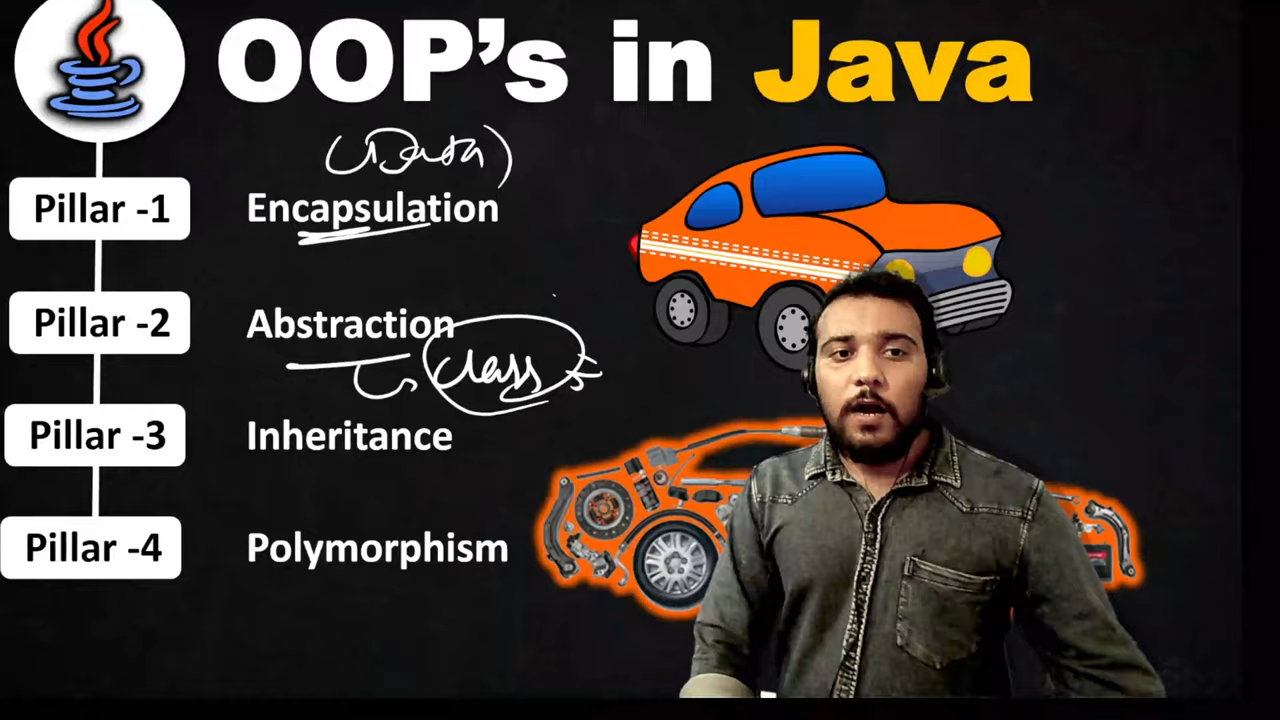 OOP's in Java
(Data)
Pillar -1 Encapsulation
Pillar -2 Abstraction
class
Pillar -3 Inheritance
Pillar -4 Polymorphism